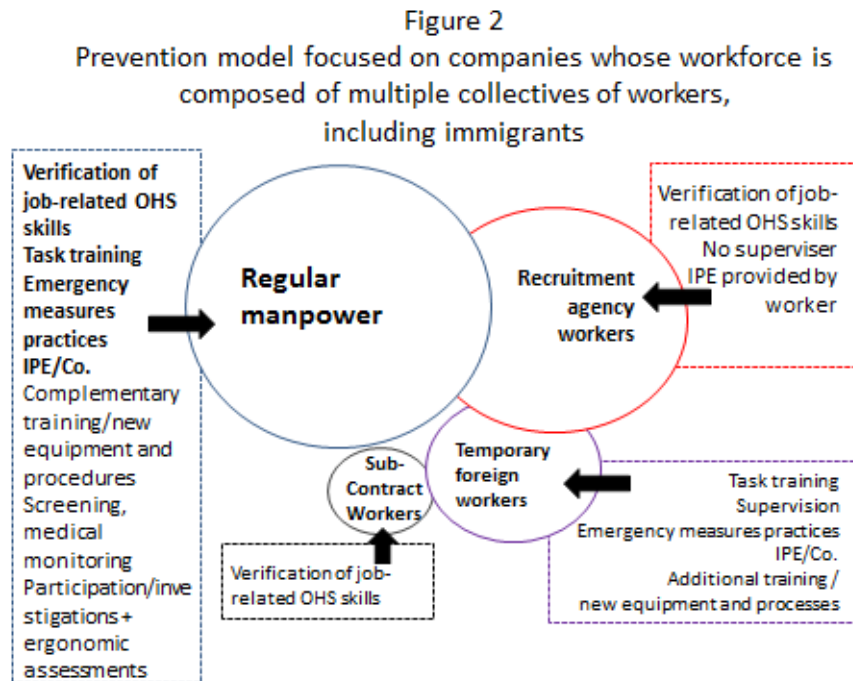 Figure 2
Prevention model focused on companies whose workforce is
composed of multiple collectives of workers,
including immigrants
Verification of
job-related OHS
skills
Task training
Emergency
measures
practices
IPE/Co.
Complementary
training/new
equipment and
procedures
Screening,
medical
monitoring
Participation/inve
stigations+
ergonomic
assessments
Regular
manpower
Recruitment
agency
workers
Verification of job-
related OHS skills
No superviser
IPE provided by
worker
Sub-
Contract
Workers
Temporary
foreign
workers
Verification of job-
related OHS skills
Task training
Supervision
Emergency measures practices
IPE/Co.
Additional training /
new equipment and processes